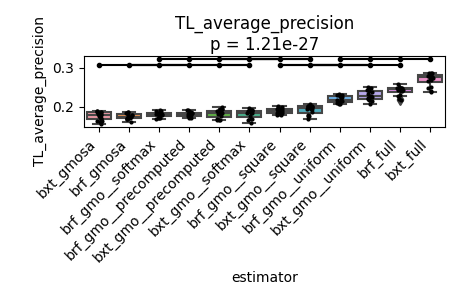 TL_average_precision
p = 1.21e-27
TL_average_precision
0.3
0.2
bxt_gmosa
brf_gmosa
brf_gmo__softmax
brf_gmo__precomputed
bxt_gmo__precomputed
bxt_gmo__softmax
brf_gmo__square
bxt_gmo__square
brf_gmo__uniform
bxt_gmo__uniform
brf_full
bxt_full
estimator